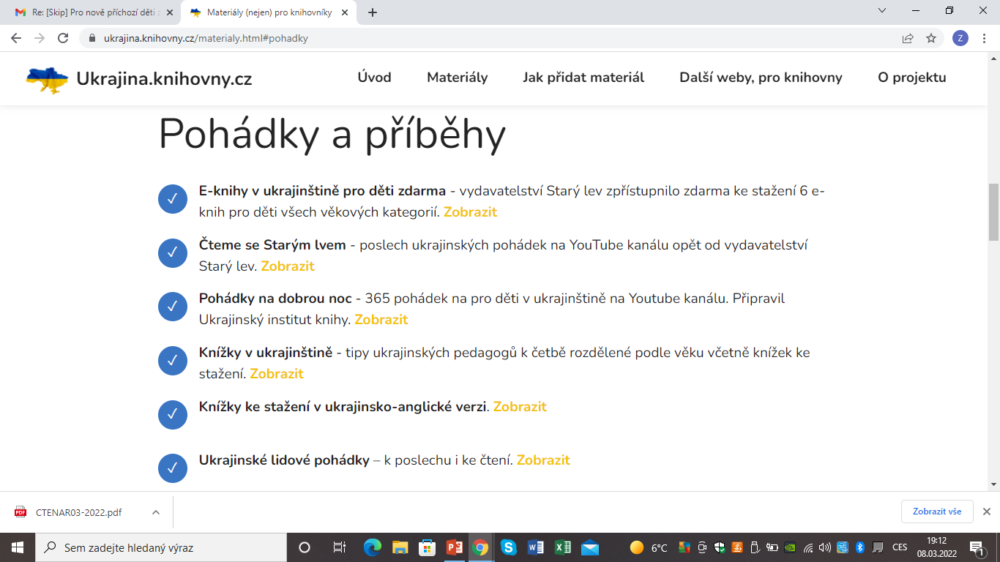 Re: [Skip] Pro nově příchozí děti z
Materiály (nejen) pro knihovníky
ukrajina.knihovny.cz/materialy.html#pohadky
Z
Ukrajina.knihovny.cz
Úvod
Materiály
Jak přidat materiál
Další weby, pro knihovny
O projektu
Pohádky a příběhy
E-knihy v ukrajinštině pro děti zdarma - vydavatelství Starý lev zpřístupnilo zdarma ke stažení 6 e-
knih pro děti všech věkových kategorií. Zobrazit
Čteme se Starým lvem - poslech ukrajinských pohádek na YouTube kanálu opět od vydavatelství
Starý lev. Zobrazit
Pohádky na dobrou noc - 365 pohádek na pro děti v ukrajinštině na Youtube kanálu. Připravil
Ukrajinský institut knihy. Zobrazit
Knížky v ukrajinštině - tipy ukrajinských pedagogů k četbě rozdělené podle věku včetně knížek ke
stažení. Zobrazit
Knížky ke stažení v ukrajinsko-anglické verzi. Zobrazit
Ukrajinské lidové pohádky – k poslechu i ke čtení. Zobrazit
PDF
CTENAR03-2022.pdf
Zobrazit vše
Sem zadejte hledaný výraz
6°C
CES
19:12
08.03.2022
1